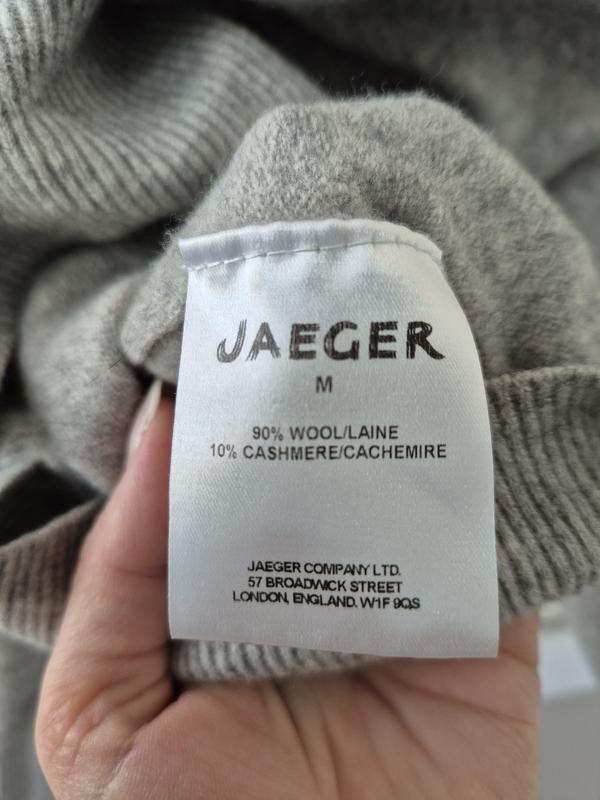 JAEGER
M
90% WOOL/LAINE
10% CASHMERE/CACHEMIRE
JAEGER COMPANY LTD.
57 BROADWICK STREET
LONDON, ENGLAND. W1F 9QS